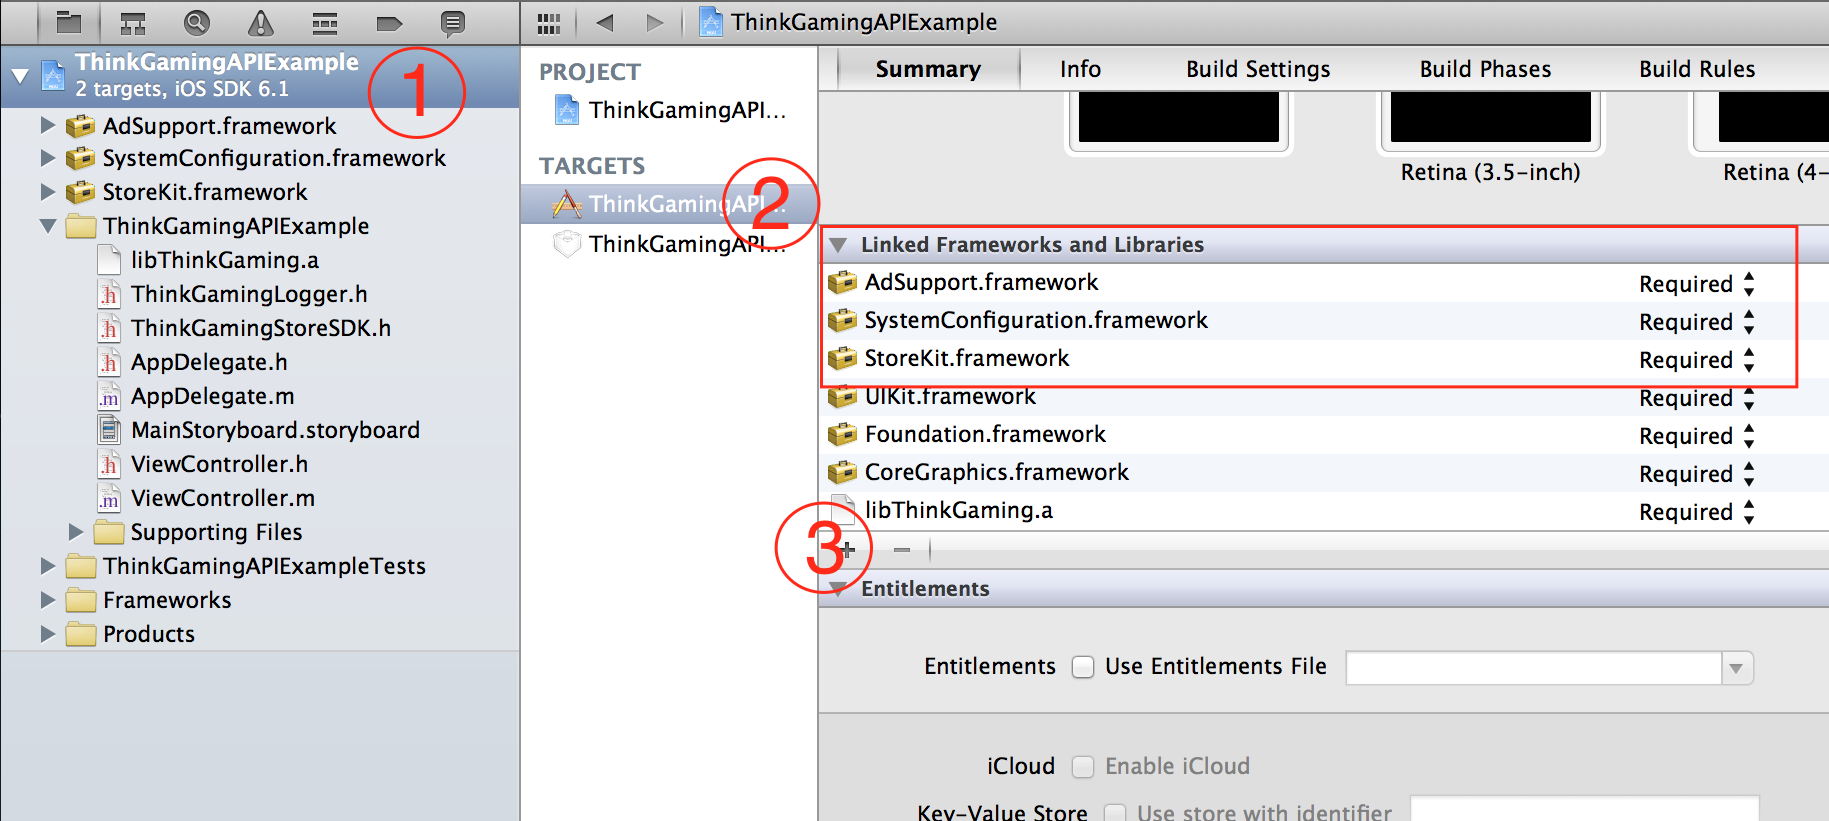 ThinkGamingAPIExample
ThinkGamingAPIExample
2 targets, iOS SDK 6.1
1
AdSupport.framework
SystemConfiguration.framework
StoreKit.framework
ThinkGamingAPIExample
libThinkGaming.a
ThinkGamingLogger.h
ThinkGamingStoreSDK.h
AppDelegate.h
AppDelegate.m
MainStoryboard.storyboard
ViewController.h
ViewController.m
Supporting Files
ThinkGamingAPIExampleTests
Frameworks
Products
PROJECT
ThinkGamingAPI...
TARGETS
ThinkGamingAPI...
2
ThinkGamingAPI...
Summary Info Build Settings Build Phases Build Rules
Retina (3.5-inch) Retina (4-
Linked Frameworks and Libraries
AdSupport.framework Required
SystemConfiguration.framework Required
StoreKit.framework Required
UIKit.framework Required
Foundation.framework Required
CoreGraphics.framework Required
libThinkGaming.a Required
3
Entitlements
Entitlements Use Entitlements File
iCloud Enable iCloud
Key-Value Store Use store with identifier